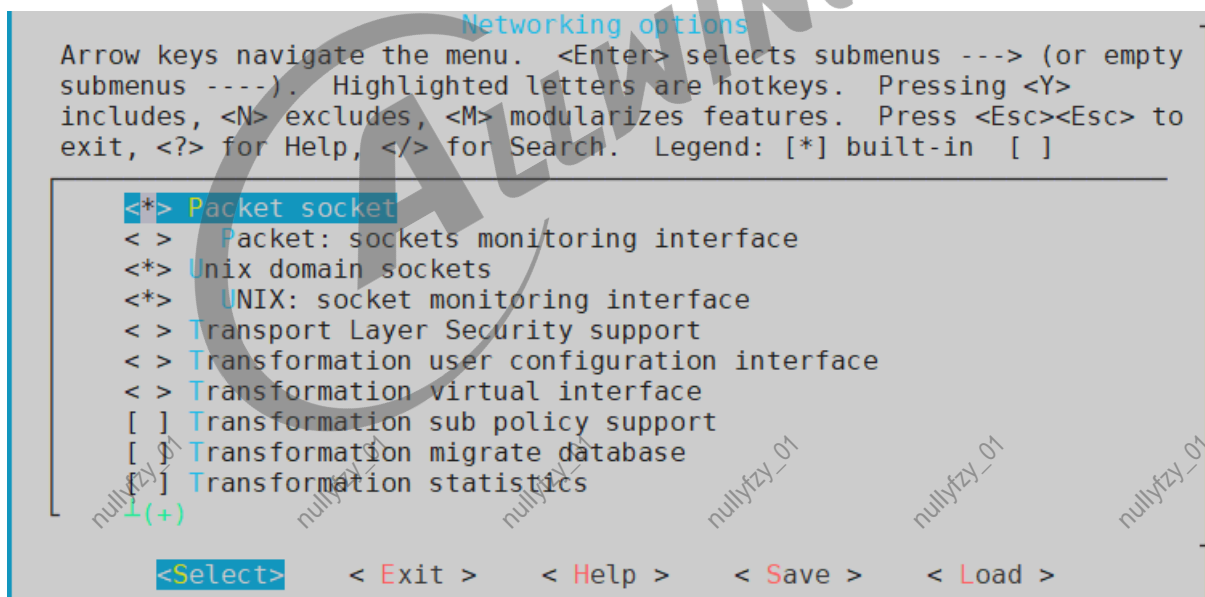 Networking options
Arrow keys navigate the menu.  <Enter> selects submenus ---> (or empty
submenus ----).  Highlighted letters are hotkeys.  Pressing <Y>
includes, <N> excludes, <M> modularizes features.  Press <Esc><Esc> to
exit, <?> for Help, </> for Search.  Legend: [*] built-in  [ ]
<*> Packet socket
< >   Packet: sockets monitoring interface
<*> Unix domain sockets
<*>   UNIX: socket monitoring interface
< > Transport Layer Security support
< > Transformation user configuration interface
< > Transformation virtual interface
[ ] Transformation sub policy support
[ ] Transformation migrate database
[ ] Transformation statistics
┴(+)
<Select>    < Exit >    < Help >    < Save >    < Load >
ALLWIN
nullyfzy_01 nullyfzy_01 nullyfzy_01 nullyfzy_01 nullyfzy_01 nullyfzy_01